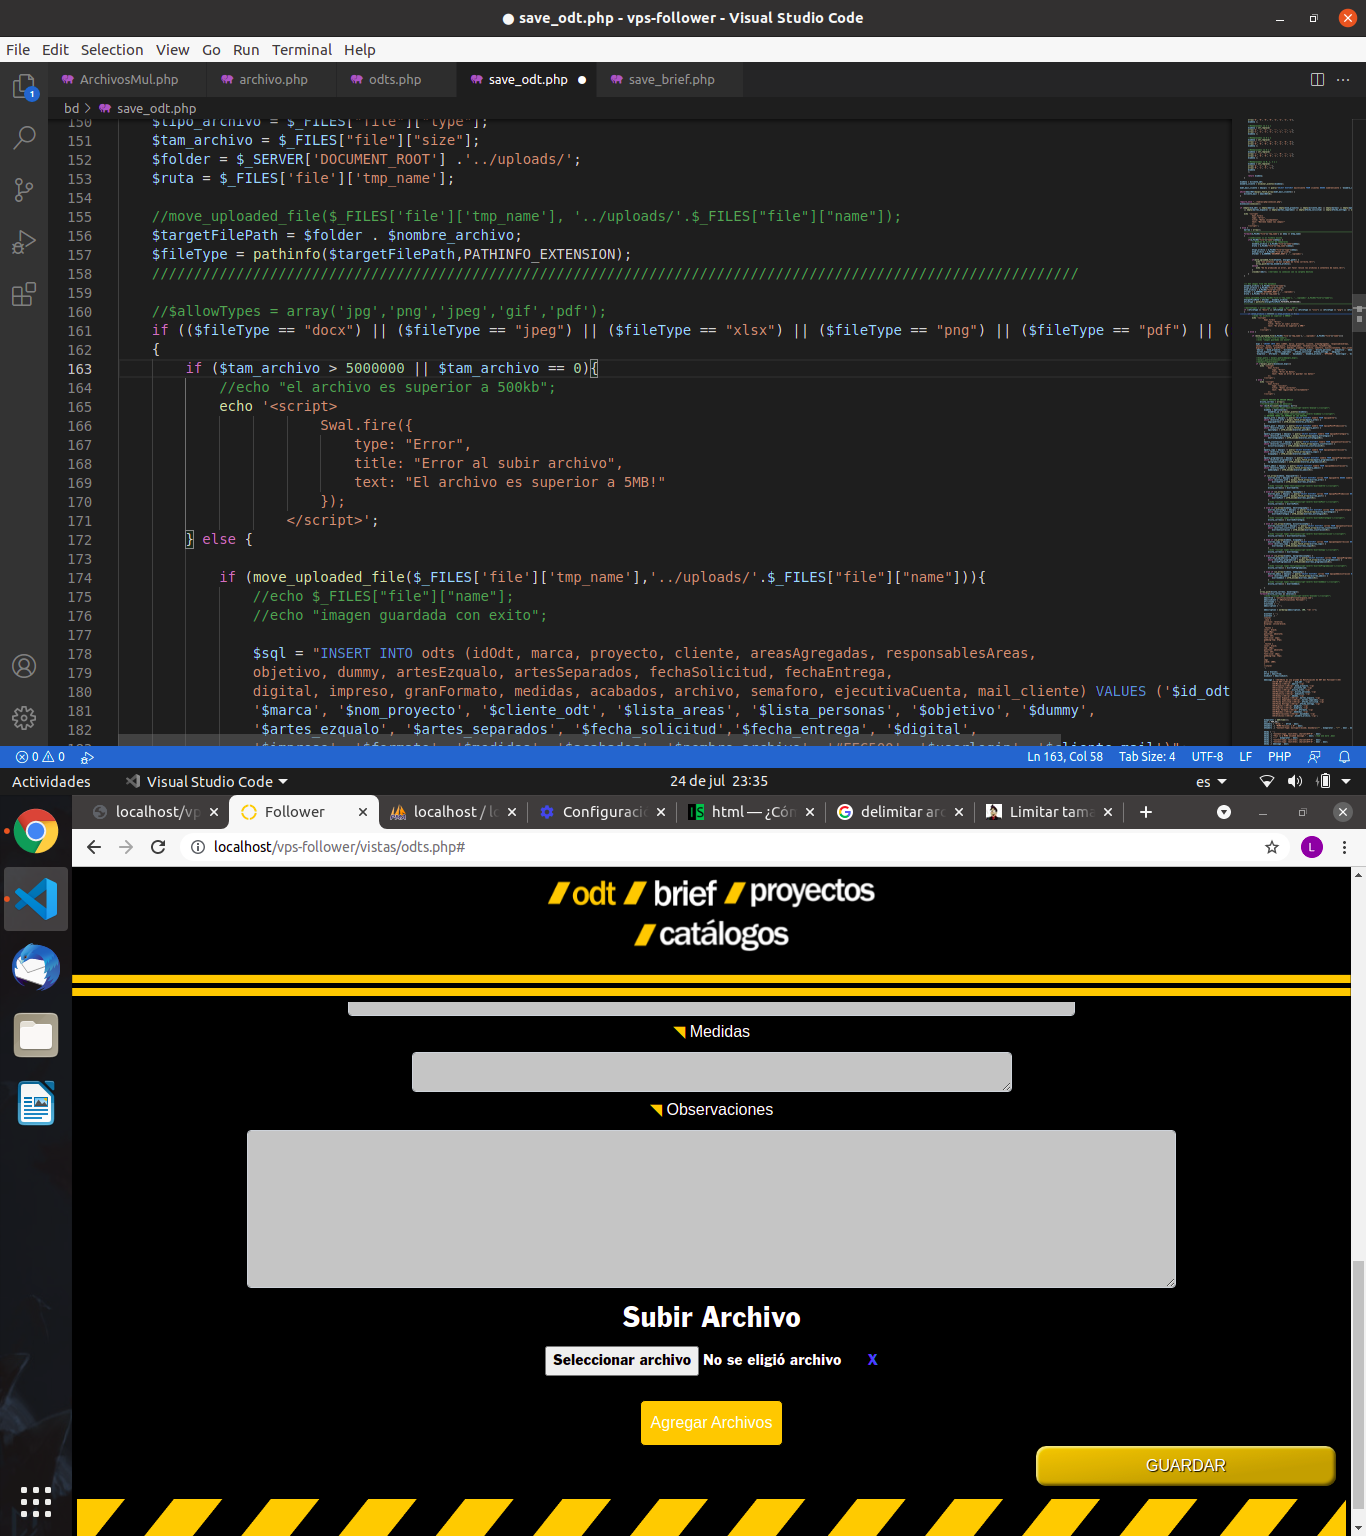 ● save_odt.php - vps-follower - Visual Studio Code
File Edit Selection View Go Run Terminal Help
ArchivosMul.php archivo.php odts.php save_odt.php ● save_brief.php
bd > save_odt.php
150 $tipo_archivo = $_FILES["file"]["type"];
151 $tam_archivo = $_FILES["file"]["size"];
152 $folder = $_SERVER['DOCUMENT_ROOT'] .'../uploads/';
153 $ruta = $_FILES['file']['tmp_name'];
154
155 //move_uploaded_file($_FILES['file']['tmp_name'], '../uploads/'.$_FILES["file"]["name"]);
156 $targetFilePath = $folder . $nombre_archivo;
157 $fileType = pathinfo($targetFilePath,PATHINFO_EXTENSION);
158 //////////////////////////////////////////////////////////////////////////////////////////////////////////////
159
160 //$allowTypes = array('jpg','png','jpeg','gif','pdf');
161 if (($fileType == "docx") || ($fileType == "jpeg") || ($fileType == "xlsx") || ($fileType == "png") || ($fileType == "pdf") || (
162 {
163 if ($tam_archivo > 5000000 || $tam_archivo == 0){
164 //echo "el archivo es superior a 500kb";
165 echo '<script>
166 Swal.fire({
167 type: "Error",
168 title: "Error al subir archivo",
169 text: "El archivo es superior a 5MB!"
170 });
171 </script>';
172 } else {
173
174 if (move_uploaded_file($_FILES['file']['tmp_name'],'../uploads/'.$_FILES["file"]["name"])){
175 //echo $_FILES["file"]["name"];
176 //echo "imagen guardada con exito";
177
178 $sql = "INSERT INTO odts (idOdt, marca, proyecto, cliente, areasAgregadas, responsablesAreas,
179 objetivo, dummy, artesEzqualo, artesSeparados, fechaSolicitud, fechaEntrega,
180 digital, impreso, granFormato, medidas, acabados, archivo, semaforo, ejecutivaCuenta, mail_cliente) VALUES ('$id_odt
181 '$marca', '$nom_proyecto', '$cliente_odt', '$lista_areas', '$lista_personas', '$objetivo', '$dummy',
182 '$artes_ezqualo', '$artes_separados', '$fecha_solicitud','$fecha_entrega', '$digital',
0 0 Ln 163, Col 58 Tab Size: 4 UTF-8 LF PHP
Actividades Visual Studio Code 24 de jul 23:35 es
localhost/vp Follower localhost / lo Configuraci html — ¿Cóm delimitar arc Limitar tama
localhost/vps-follower/vistas/odts.php# L
odt brief proyectos
catálogos
Medidas
Observaciones
Subir Archivo
Seleccionar archivo No se eligió archivo X
Agregar Archivos
GUARDAR